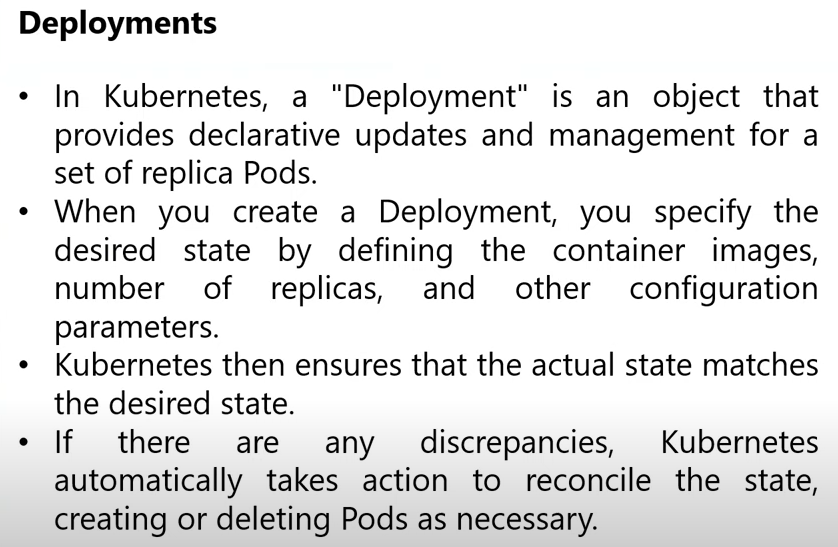 Deployments
• In Kubernetes, a "Deployment" is an object that
provides declarative updates and management for a
set of replica Pods.
• When you create a Deployment, you specify the
desired state by defining the container images,
number of replicas, and other configuration
parameters.
• Kubernetes then ensures that the actual state matches
the desired state.
• If there are any discrepancies, Kubernetes
automatically takes action to reconcile the state,
creating or deleting Pods as necessary.